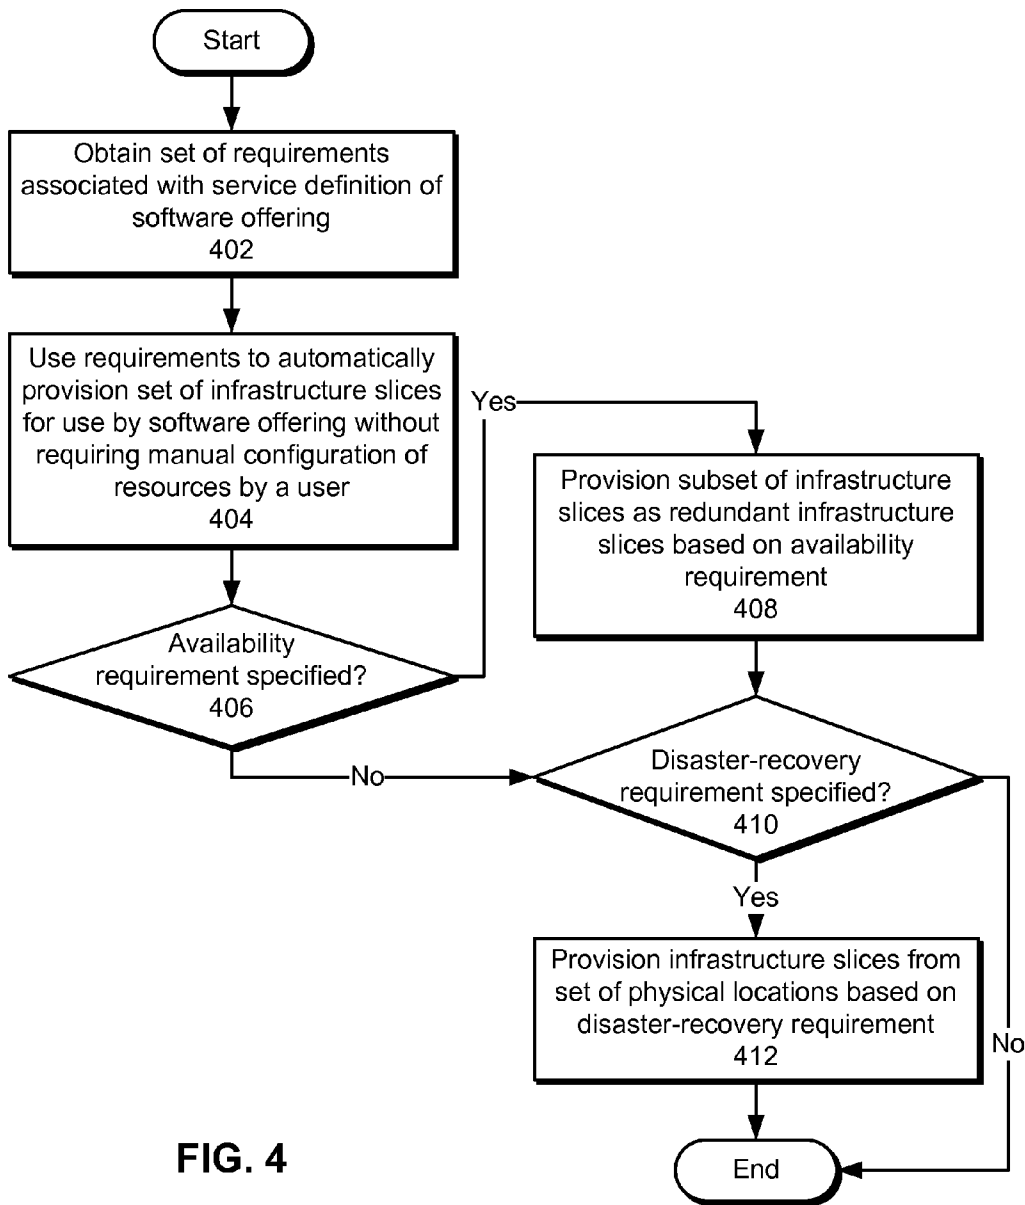 Start
Obtain set of requirements
associated with service definition of
software offering
402
Use requirements to automatically
provision set of infrastructure slices
for use by software offering without
requiring manual configuration of
resources by a user
404
Availability
requirement specified?
406
Yes
No
Provision subset of infrastructure
slices as redundant infrastructure
slices based on availability
requirement
408
Disaster-recovery
requirement specified?
410
Yes
No
Provision infrastructure slices from
set of physical locations based on
disaster-recovery requirement
412
End
FIG. 4